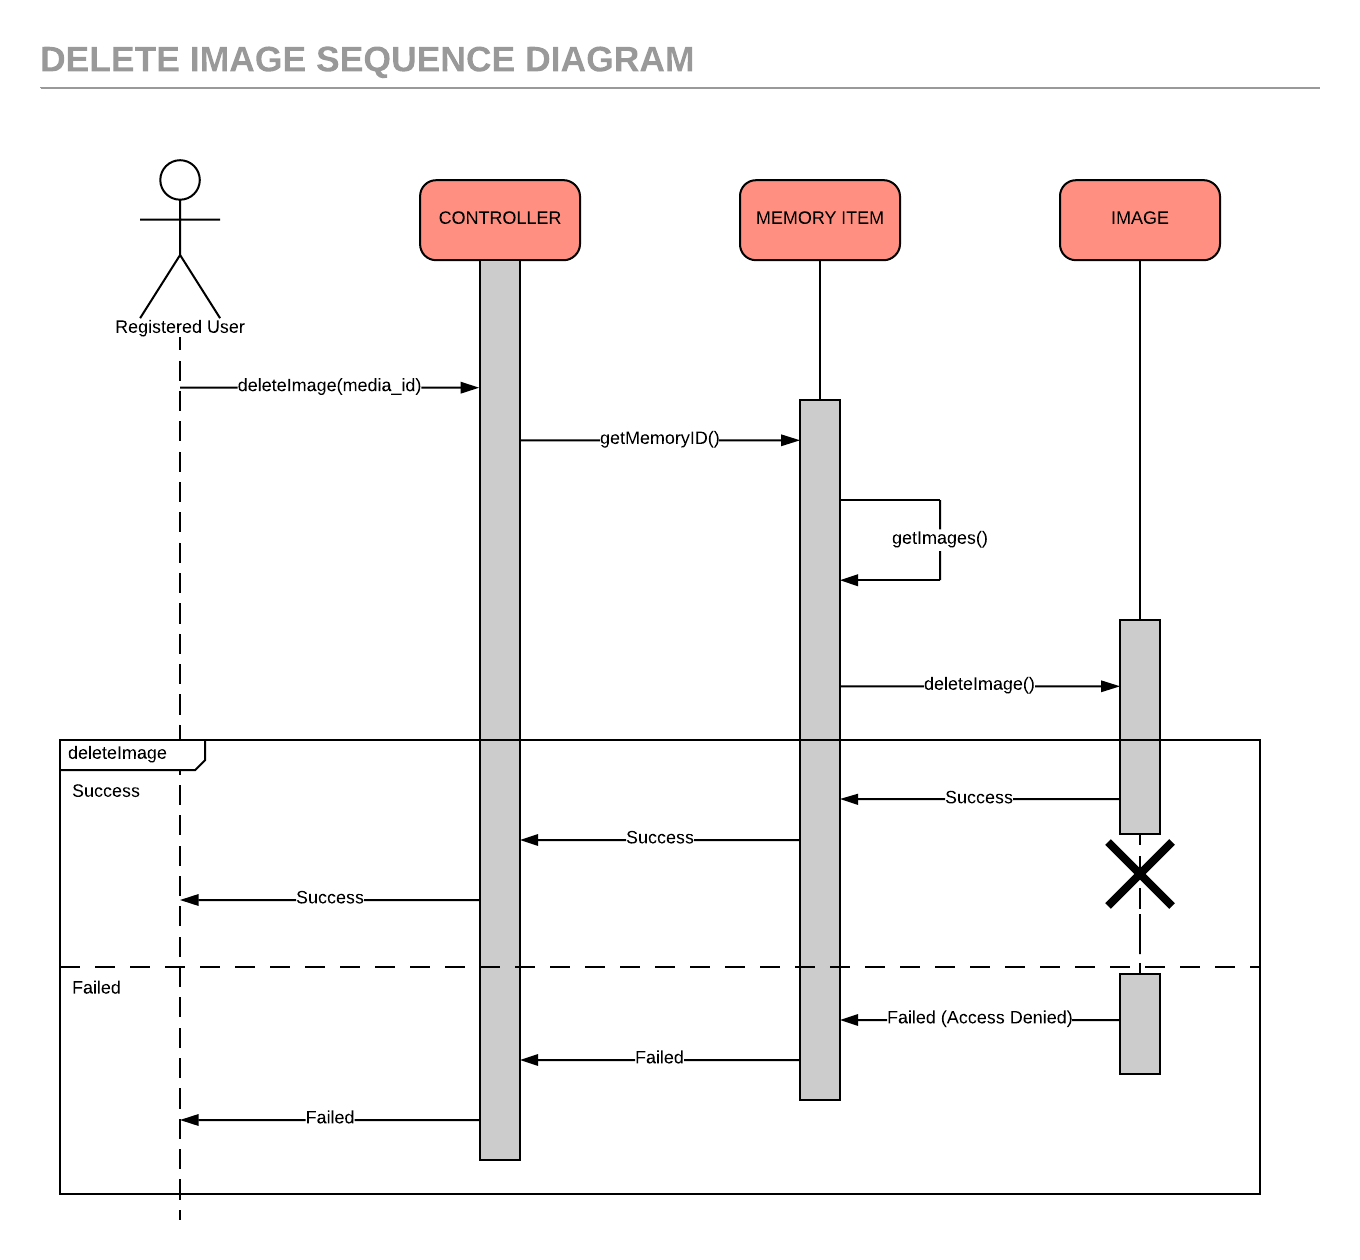 DELETE IMAGE SEQUENCE DIAGRAM
CONTROLLER
MEMORY ITEM
IMAGE
Registered User
deleteImage(media_id)
getMemoryID()
getImages()
deleteImage()
deleteImage
Success
Success
Success
Success
Failed
Failed (Access Denied)
Failed
Failed